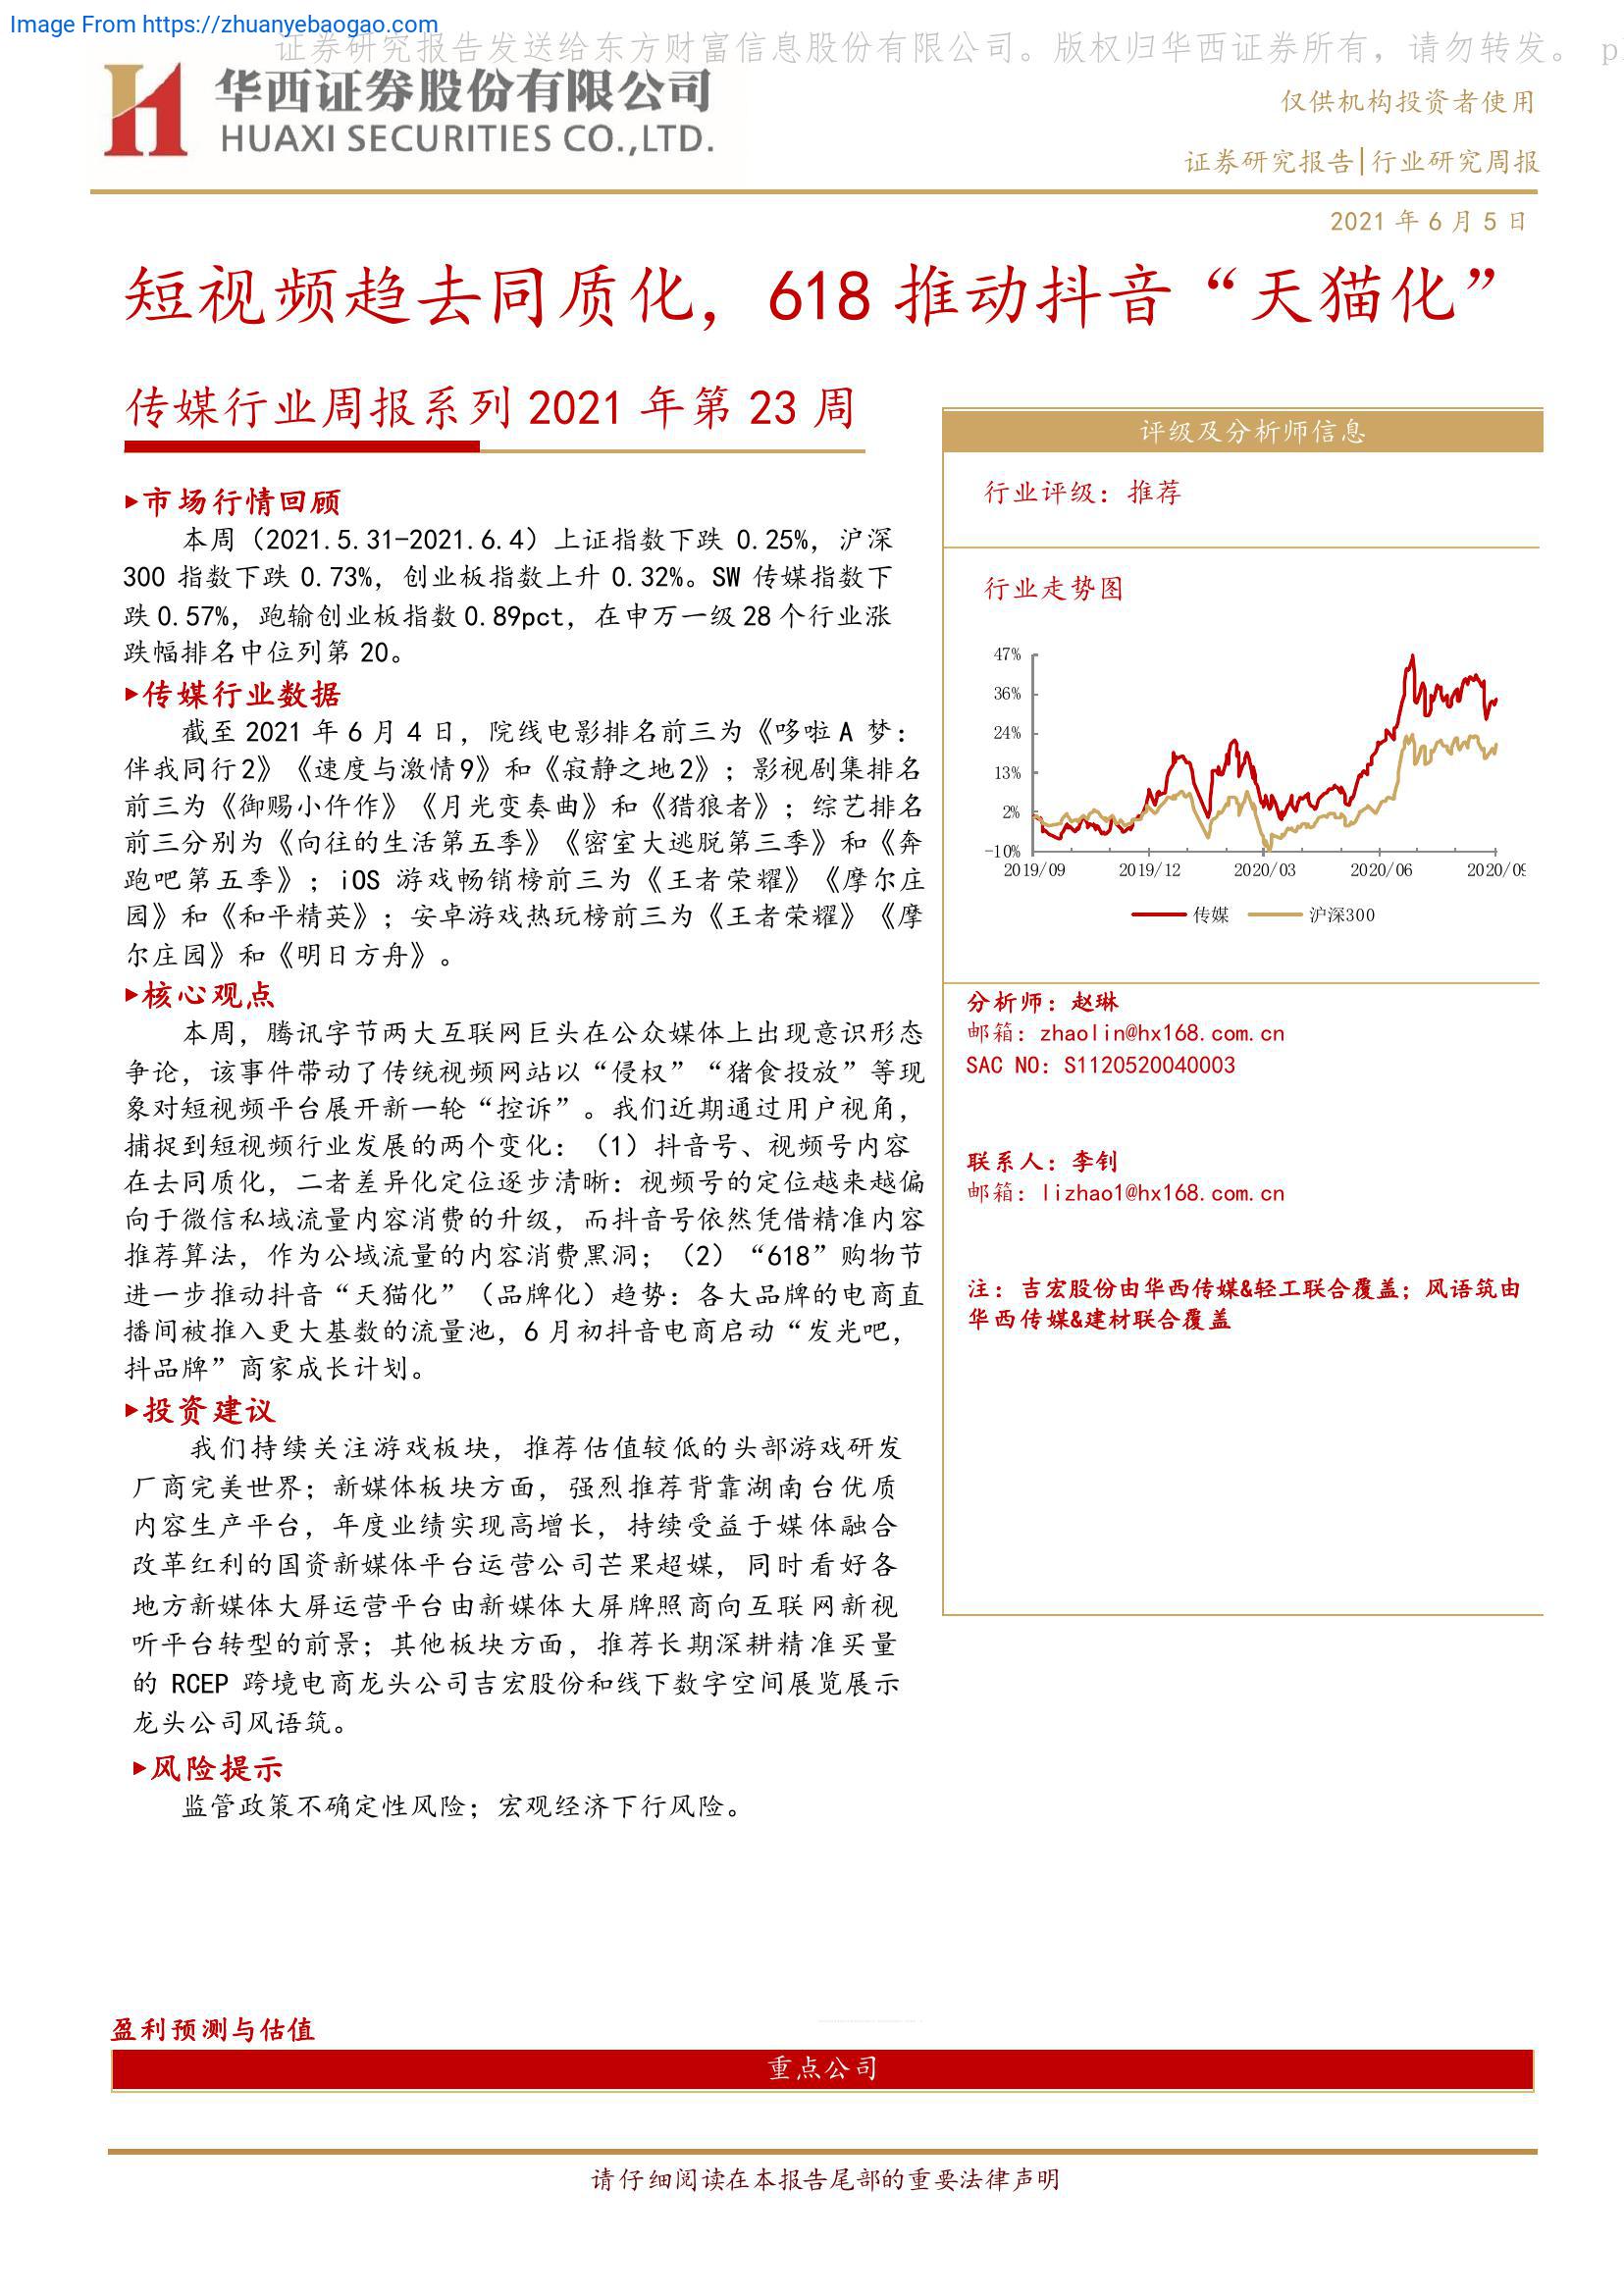 Image From https://zhuanyebaogao.com
证券研究报告发送给东方财富信息股份有限公司。版权归华西证券所有，请勿转发。 p
华西证券股份有限公司
HUAXI SECURITIES CO.,LTD.
仅供机构投资者使用
证券研究报告|行业研究周报
2021 年 6 月 5 日
短视频趋去同质化，618 推动抖音“天猫化”
传媒行业周报系列 2021 年第 23 周
▸市场行情回顾
本周（2021.5.31-2021.6.4）上证指数下跌 0.25%，沪深
300 指数下跌 0.73%，创业板指数上升 0.32%。SW 传媒指数下
跌 0.57%，跑输创业板指数 0.89pct，在申万一级 28 个行业涨
跌幅排名中位列第 20。
▸传媒行业数据
截至 2021 年 6 月 4 日，院线电影排名前三为《哆啦 A 梦：
伴我同行2》《速度与激情9》和《寂静之地2》；影视剧集排名
前三为《御赐小仵作》《月光变奏曲》和《猎狼者》；综艺排名
前三分别为《向往的生活第五季》《密室大逃脱第三季》和《奔
跑吧第五季》；iOS 游戏畅销榜前三为《王者荣耀》《摩尔庄
园》和《和平精英》；安卓游戏热玩榜前三为《王者荣耀》《摩
尔庄园》和《明日方舟》。
▸核心观点
本周，腾讯字节两大互联网巨头在公众媒体上出现意识形态
争论，该事件带动了传统视频网站以“侵权”“猪食投放”等现
象对短视频平台展开新一轮“控诉”。我们近期通过用户视角，
捕捉到短视频行业发展的两个变化：（1）抖音号、视频号内容
在去同质化，二者差异化定位逐步清晰：视频号的定位越来越偏
向于微信私域流量内容消费的升级，而抖音号依然凭借精准内容
推荐算法，作为公域流量的内容消费黑洞；（2）“618”购物节
进一步推动抖音“天猫化”（品牌化）趋势：各大品牌的电商直
播间被推入更大基数的流量池，6 月初抖音电商启动“发光吧，
抖品牌”商家成长计划。
▸投资建议
我们持续关注游戏板块，推荐估值较低的头部游戏研发
厂商完美世界；新媒体板块方面，强烈推荐背靠湖南台优质
内容生产平台，年度业绩实现高增长，持续受益于媒体融合
改革红利的国资新媒体平台运营公司芒果超媒，同时看好各
地方新媒体大屏运营平台由新媒体大屏牌照商向互联网新视
听平台转型的前景；其他板块方面，推荐长期深耕精准买量
的 RCEP 跨境电商龙头公司吉宏股份和线下数字空间展览展示
龙头公司风语筑。
▸风险提示
监管政策不确定性风险；宏观经济下行风险。
评级及分析师信息
行业评级：推荐
行业走势图
47%
36%
24%
13%
2%
-10%
2019/09 2019/12 2020/03 2020/06 2020/09
传媒 沪深300
分析师：赵琳
邮箱：zhaolin@hx168.com.cn
SAC NO：S1120520040003
联系人：李钊
邮箱：lizhao1@hx168.com.cn
注：吉宏股份由华西传媒&轻工联合覆盖；风语筑由
华西传媒&建材联合覆盖
盈利预测与估值
重点公司
请仔细阅读在本报告尾部的重要法律声明